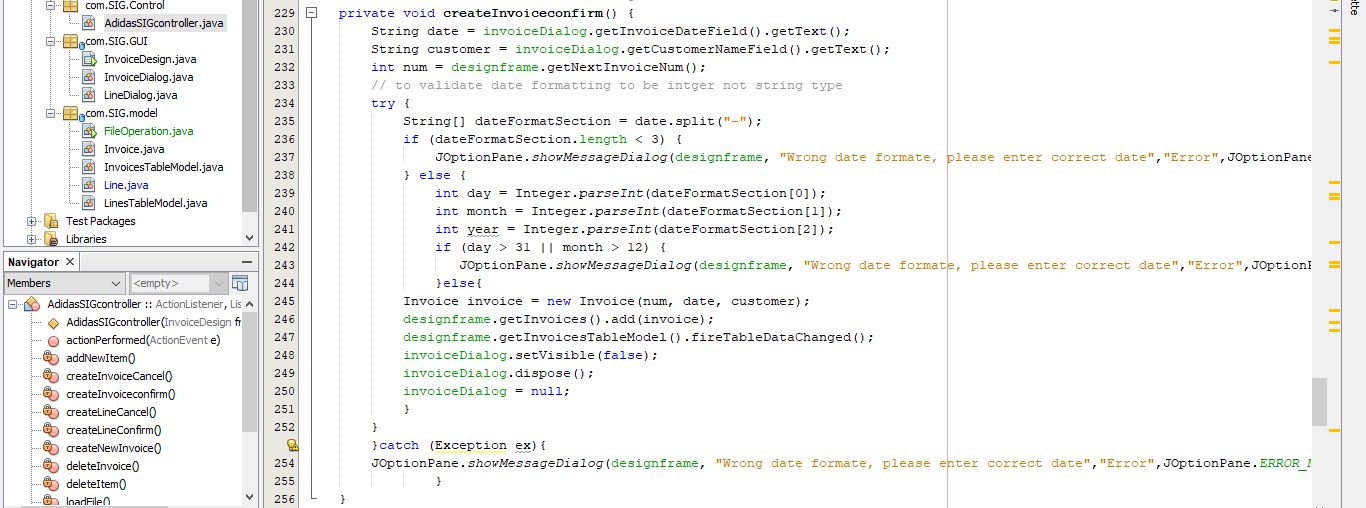 com.SIG.Control
AdidasSIGcontroller.java
com.SIG.GUI
InvoiceDesign.java
InvoiceDialog.java
LineDialog.java
com.SIG.model
FileOperation.java
Invoice.java
InvoicesTableModel.java
Line.java
LinesTableModel.java
Test Packages
Libraries
Navigator
Members
<empty>
AdidasSIGcontroller :: ActionListener, Lis
AdidasSIGcontroller(InvoiceDesign fr
actionPerformed(ActionEvent e)
addNewItem()
createInvoiceCancel()
createInvoiceconfirm()
createLineCancel()
createLineConfirm()
createNewInvoice()
deleteInvoice()
deleteItem()
loadFile()
229 private void createInvoiceconfirm() {
230 String date = invoiceDialog.getInvoiceDateField().getText();
231 String customer = invoiceDialog.getCustomerNameField().getText();
232 int num = designframe.getNextInvoiceNum();
233 // to validate date formatting to be intger not string type
234 try {
235 String[] dateFormatSection = date.split("-");
236 if (dateFormatSection.length < 3) {
237 JOptionPane.showMessageDialog(designframe, "Wrong date formate, please enter correct date","Error",JOptionPane.
238 } else {
239 int day = Integer.parseInt(dateFormatSection[0]);
240 int month = Integer.parseInt(dateFormatSection[1]);
241 int year = Integer.parseInt(dateFormatSection[2]);
242 if (day > 31 || month > 12) {
243 JOptionPane.showMessageDialog(designframe, "Wrong date formate, please enter correct date","Error",JOptionP
244 }else{
245 Invoice invoice = new Invoice(num, date, customer);
246 designframe.getInvoices().add(invoice);
247 designframe.getInvoicesTableModel().fireTableDataChanged();
248 invoiceDialog.setVisible(false);
249 invoiceDialog.dispose();
250 invoiceDialog = null;
251 }
252 }
}catch (Exception ex){
254 JOptionPane.showMessageDialog(designframe, "Wrong date formate, please enter correct date","Error",JOptionPane.ERROR_M
255 }
256 }
ette